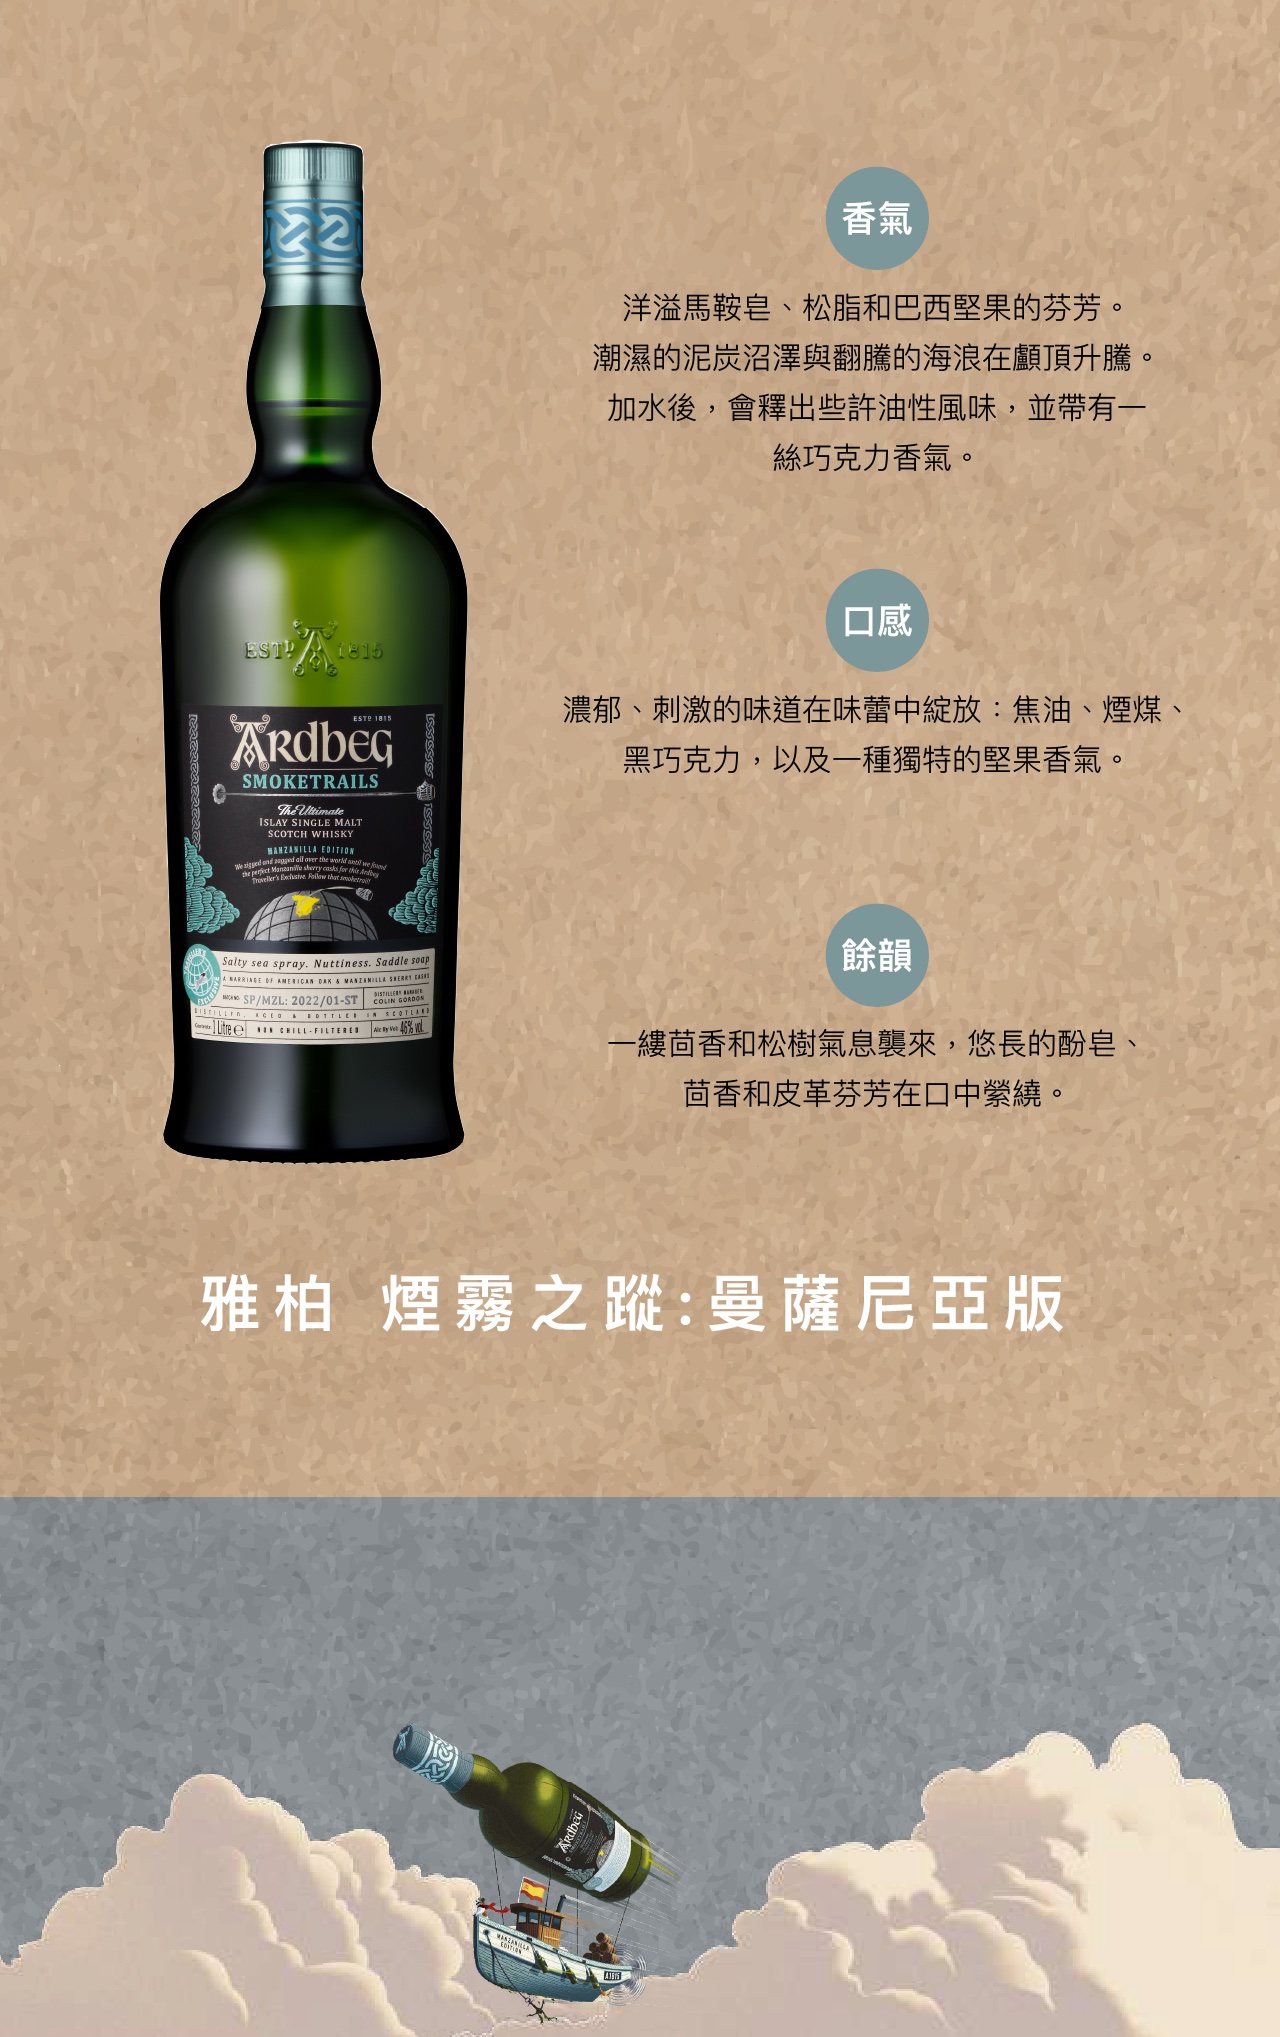 香氣
洋溢馬鞍皂、松脂和巴西堅果的芬芳。
潮濕的泥炭沼澤與翻騰的海浪在顱頂升騰。
加水後，會釋出些許油性風味，並帶有一
絲巧克力香氣。
口感
濃郁、刺激的味道在味蕾中綻放：焦油、煙煤、
黑巧克力，以及一種獨特的堅果香氣。
餘韻
一縷茴香和松樹氣息襲來，悠長的酚皂、
茴香和皮革芬芳在口中縈繞。
ESTD 1815
ESTD 1815
ARDBEG
SMOKETRAILS
The Ultimate
ISLAY SINGLE MALT
SCOTCH WHISKY
MANZANILLA EDITION
We zigged and zagged all over the world until we found
the perfect Manzanilla sherry casks for this Ardbeg
Traveller's Exclusive. Follow that smoketrail!
Salty sea spray. Nuttiness. Saddle soap
A MARRIAGE OF AMERICAN OAK & MANZANILLA SHERRY CASKS
BATCH NO. SP/MZL: 2022/01-ST
DISTILLERY MANAGER:
COLIN GORDON
DISTILLED, AGED & BOTTLED IN SCOTLAND
Contents: 1 Litre e NON CHILL-FILTERED Alc By Vol: 46% vol.
EXCLUSIVE
雅柏 煙霧之蹤:曼薩尼亞版
ARDBEG
MANZANILLA
EDITION
A1815